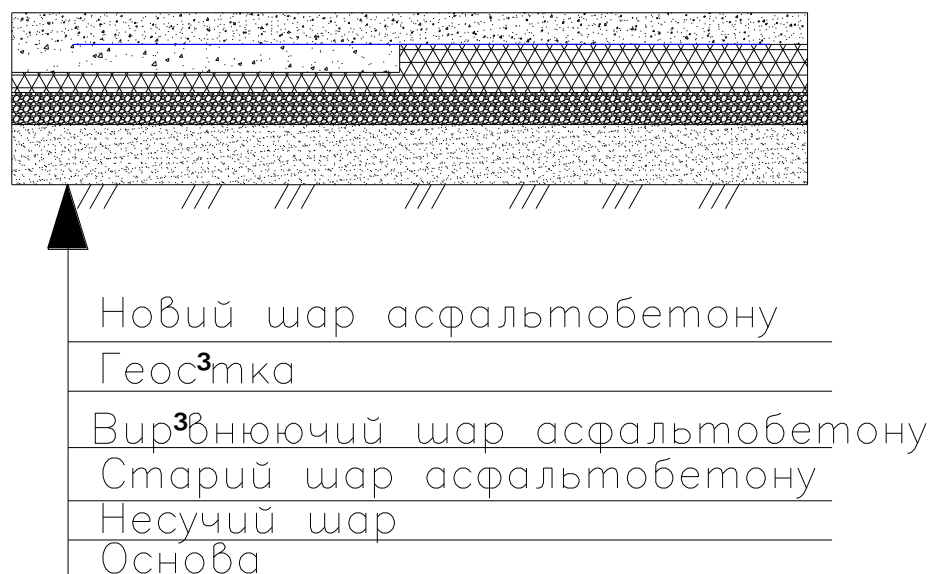 Новий шар асфальтобетону
Геос3тка
Вир3внюючий шар асфальтобетону
Старий шар асфальтобетону
Несучий шар
Основа